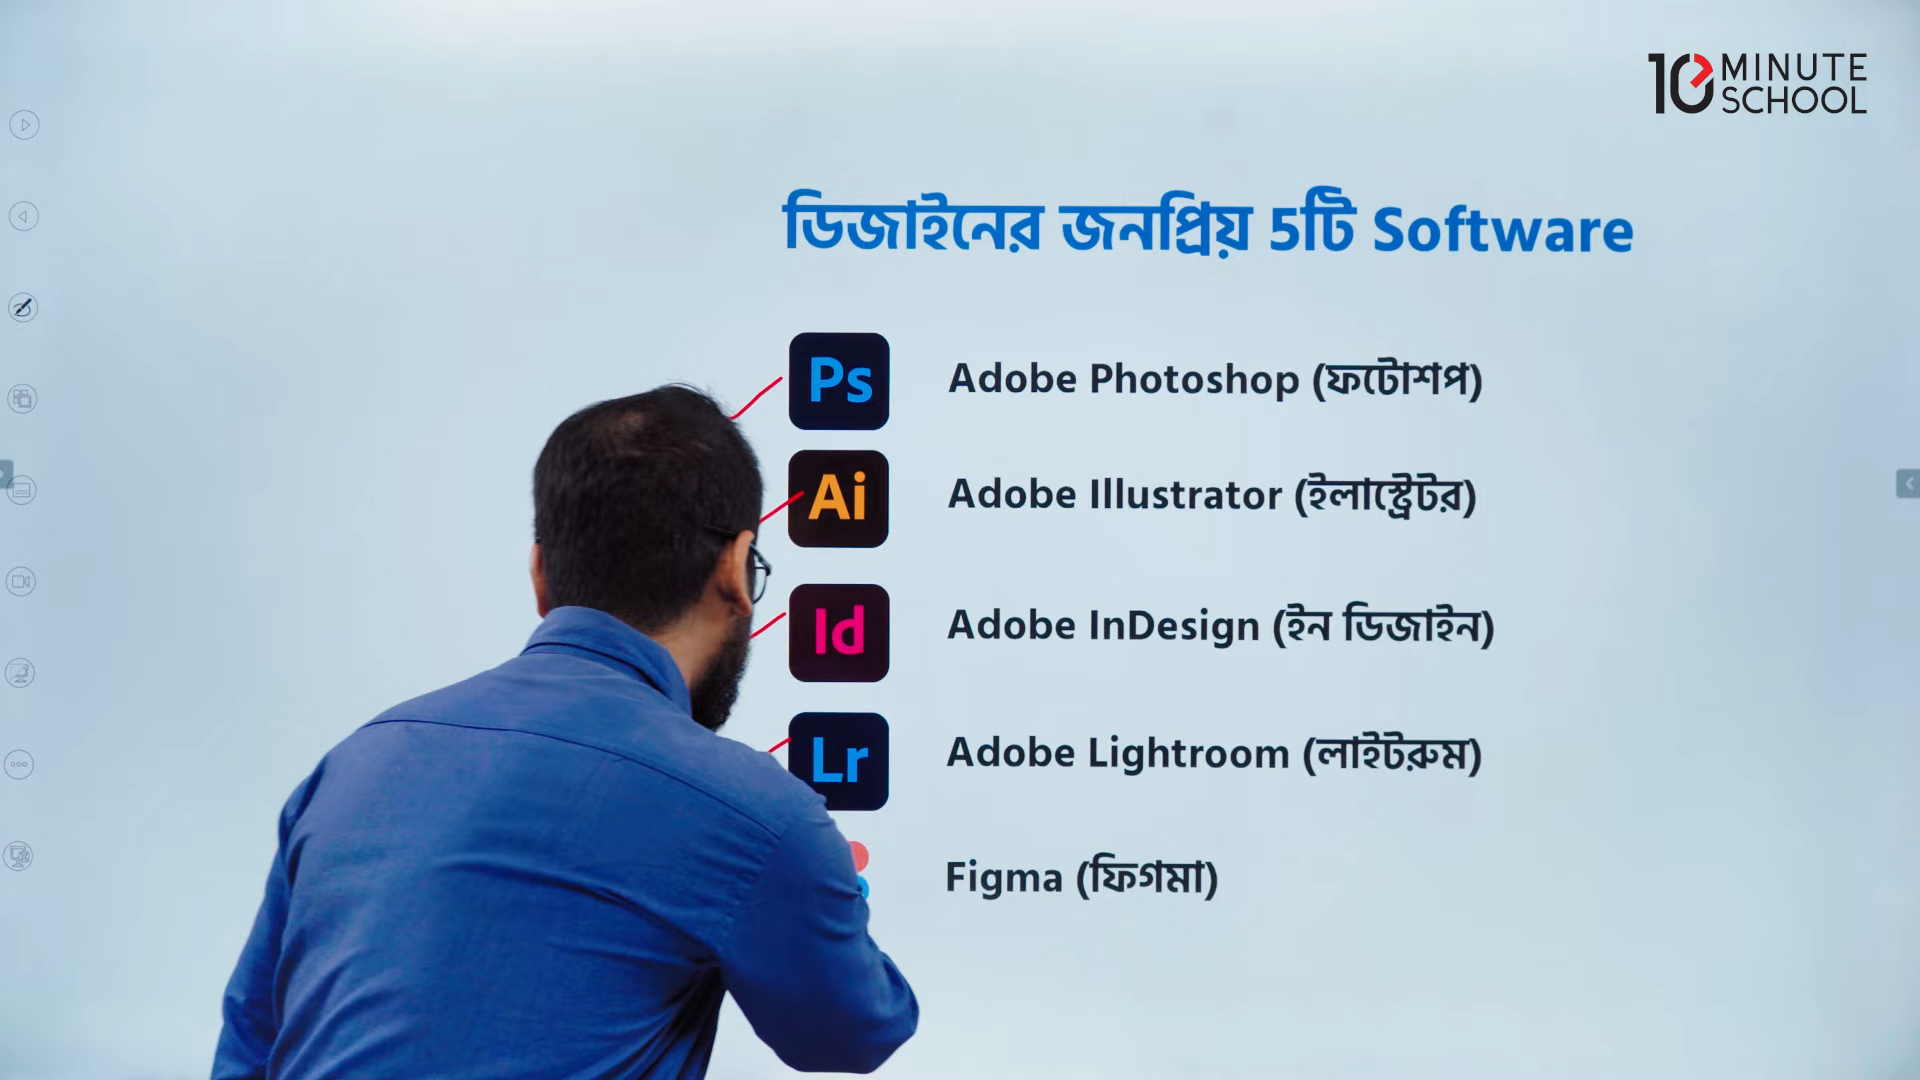 10 MINUTE
SCHOOL
ডিজাইনের জনপ্রিয় 5টি Software
Ps Adobe Photoshop (ফটোশপ)
Ai Adobe Illustrator (ইলাস্ট্রেটর)
Id Adobe InDesign (ইন ডিজাইন)
Lr Adobe Lightroom (লাইটরুম)
Figma (ফিগমা)